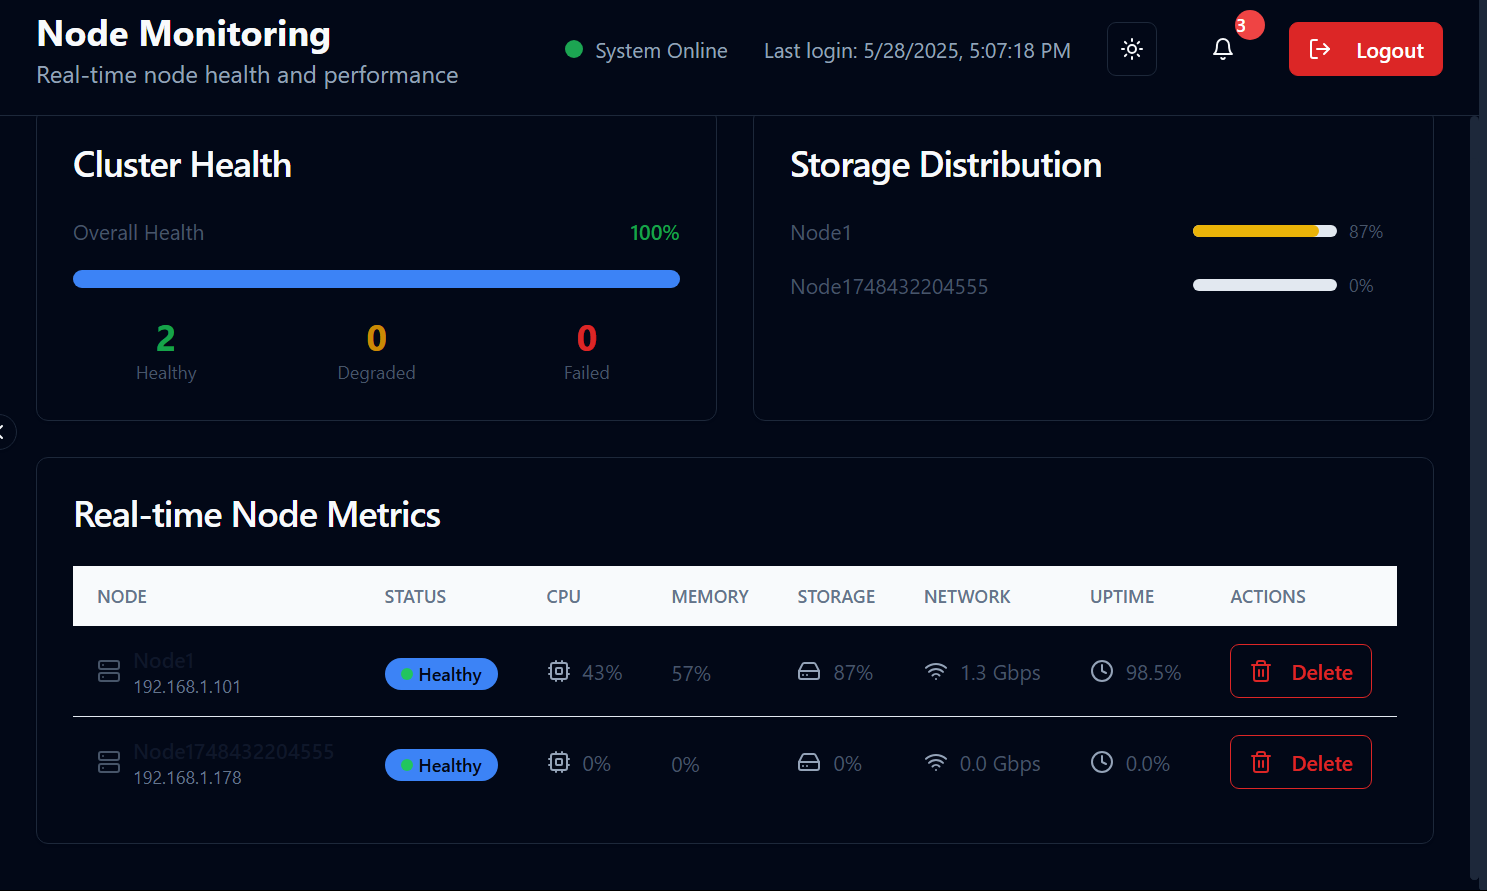 Node Monitoring
Real-time node health and performance
System Online
Last login: 5/28/2025, 5:07:18 PM
3
Logout
Cluster Health
Overall Health 100%
2 0 0
Healthy Degraded Failed
Storage Distribution
Node1 87%
Node1748432204555 0%
Real-time Node Metrics
NODE STATUS CPU MEMORY STORAGE NETWORK UPTIME ACTIONS
Node1
192.168.1.101
Healthy 43% 57% 87% 1.3 Gbps 98.5% Delete
Node1748432204555
192.168.1.178
Healthy 0% 0% 0% 0.0 Gbps 0.0% Delete